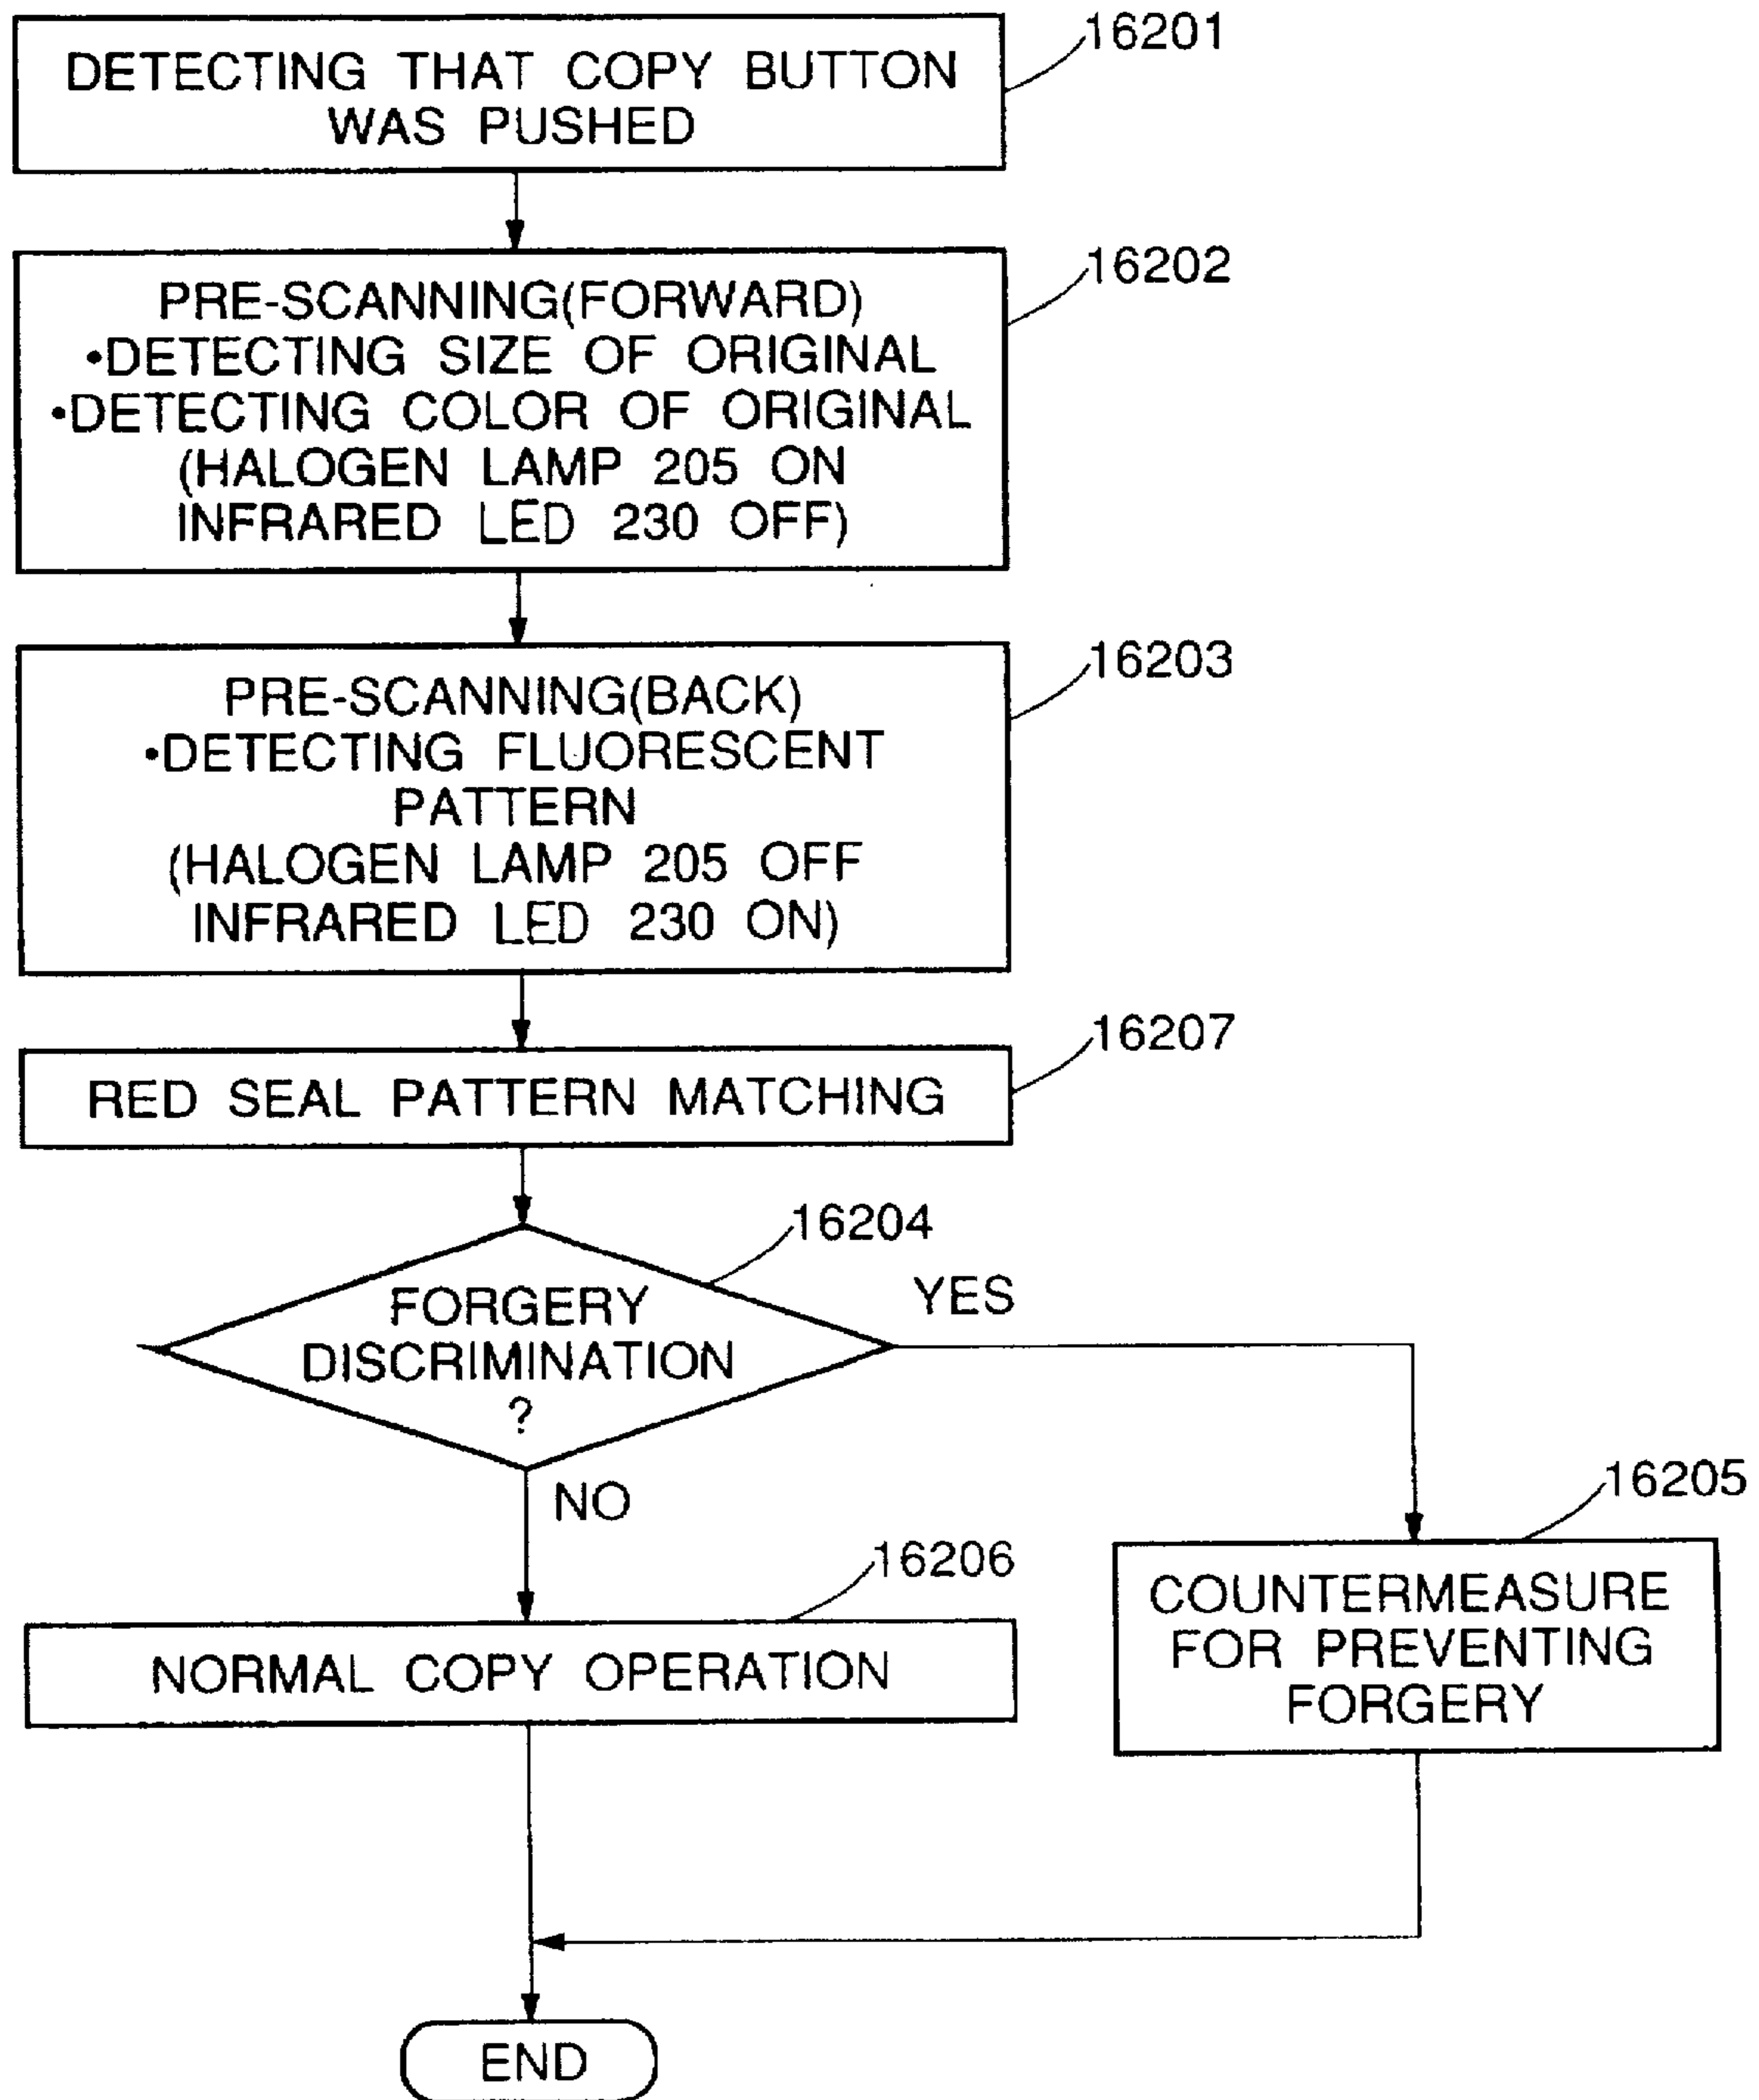 16201
DETECTING THAT COPY BUTTON
WAS PUSHED
16202
PRE-SCANNING(FORWARD)
•DETECTING SIZE OF ORIGINAL
•DETECTING COLOR OF ORIGINAL
(HALOGEN LAMP 205 ON
INFRARED LED 230 OFF)
16203
PRE-SCANNING(BACK)
•DETECTING FLUORESCENT
PATTERN
(HALOGEN LAMP 205 OFF
INFRARED LED 230 ON)
16207
RED SEAL PATTERN MATCHING
16204
FORGERY
DISCRIMINATION
?
YES
NO
16205
COUNTERMEASURE
FOR PREVENTING
FORGERY
16206
NORMAL COPY OPERATION
END